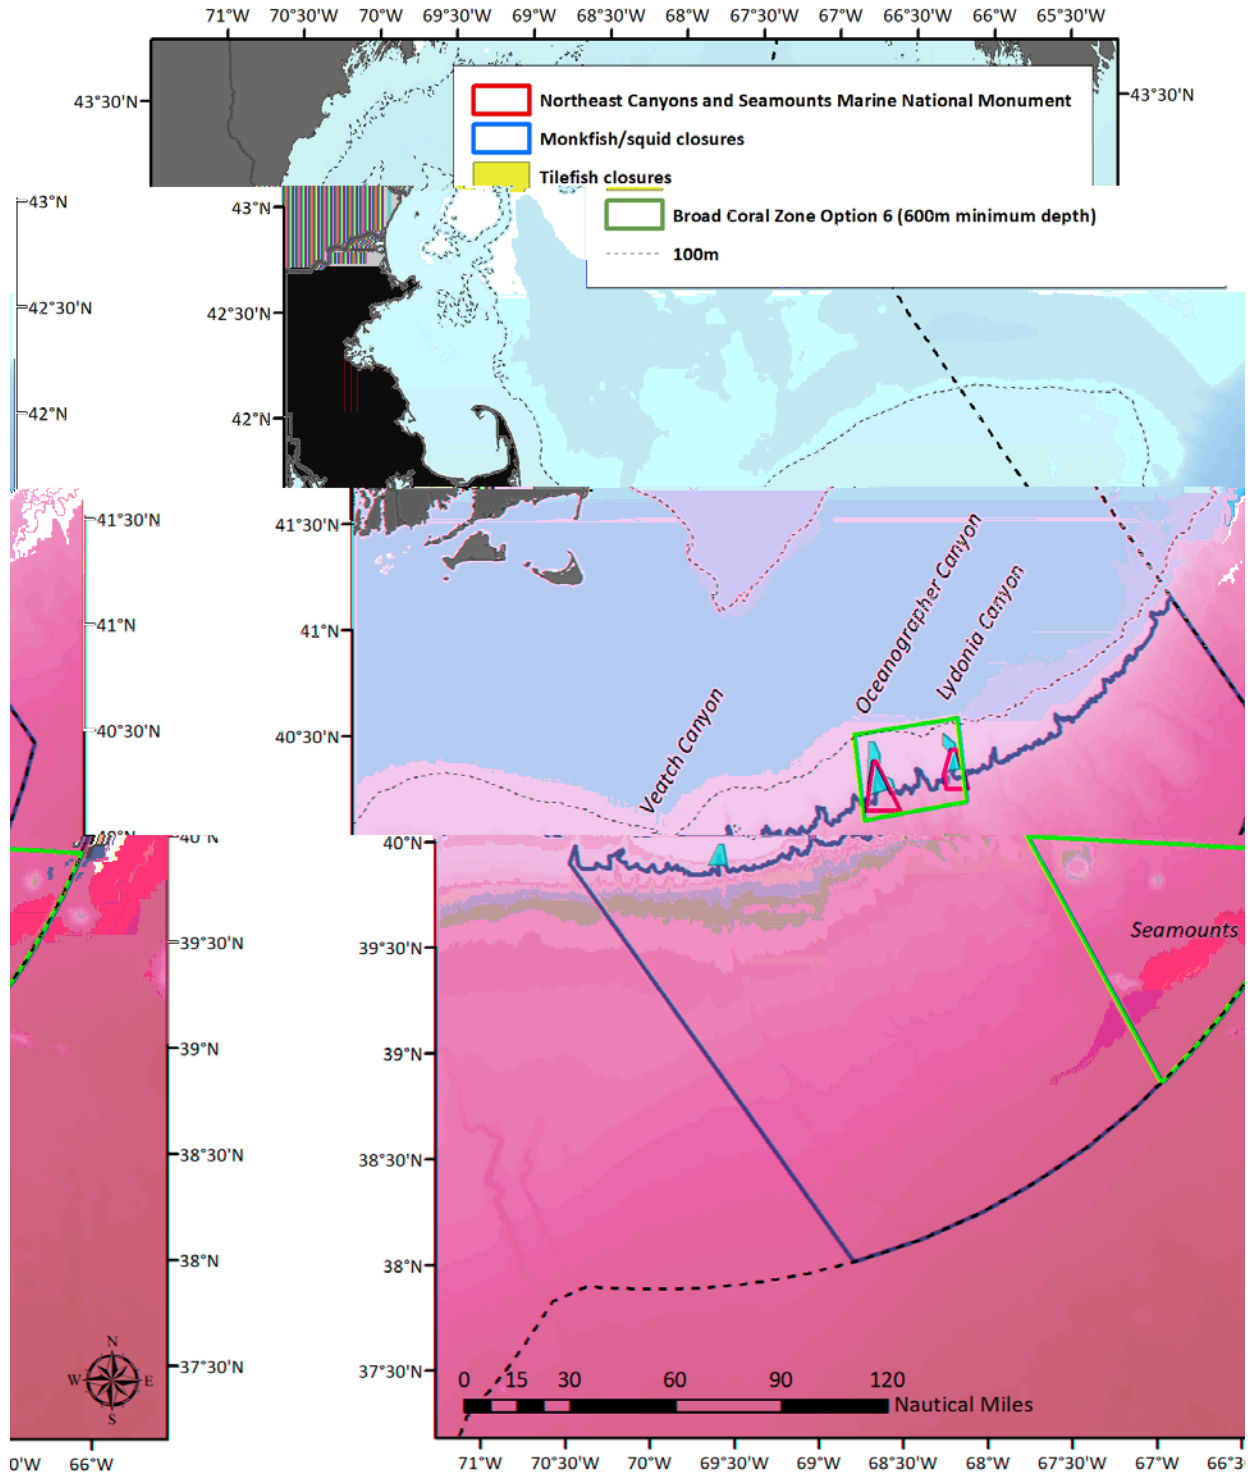 71°W 70°30'W 70°W 69°30'W 69°W 68°30'W 68°W 67°30'W 67°W 66°30'W 66°W 65°30'W
43°30'N
43°30'N
Northeast Canyons and Seamounts Marine National Monument
Monkfish/squid closures
Tilefish closures
43°N
43°N
Broad Coral Zone Option 6 (600m minimum depth)
100m
42°30'N
42°30'N
42°N
42°N
41°30'N
41°30'N
41°N
41°N
40°30'N
40°30'N
Veatch Canyon
Oceanographer Canyon
Lydonia Canyon
40°N
40°N
40°N
39°30'N
39°30'N
Seamounts
39°N
39°N
38°30'N
38°30'N
38°N
38°N
37°30'N
37°30'N
N
W E
S
0 15 30 60 90 120
Nautical Miles
0'W 66°W
71°W 70°30'W 70°W 69°30'W 69°W 68°30'W 68°W 67°30'W 67°W 66°3